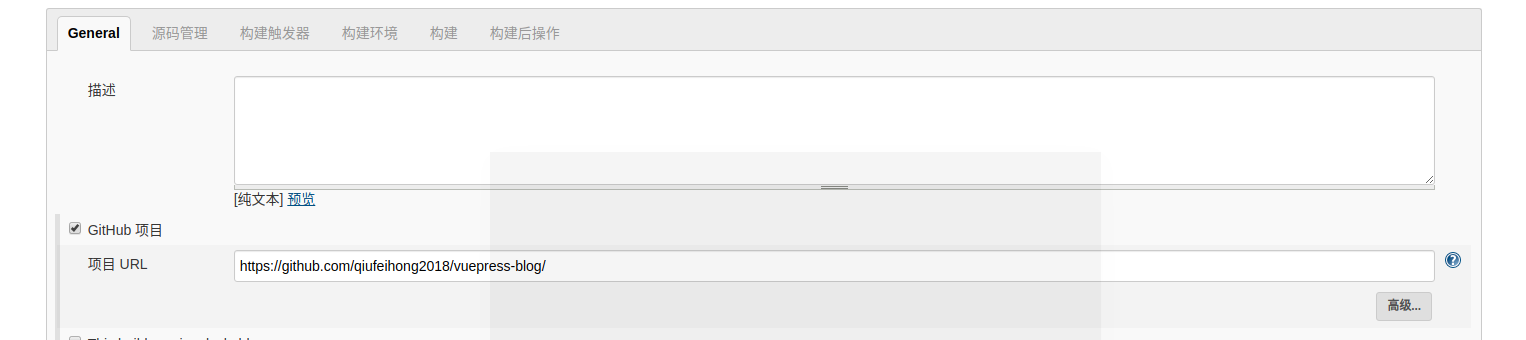 General 源码管理 构建触发器 构建环境 构建 构建后操作
描述
[纯文本] 预览
GitHub 项目
项目 URL https://github.com/qiufeihong2018/vuepress-blog/
高级...